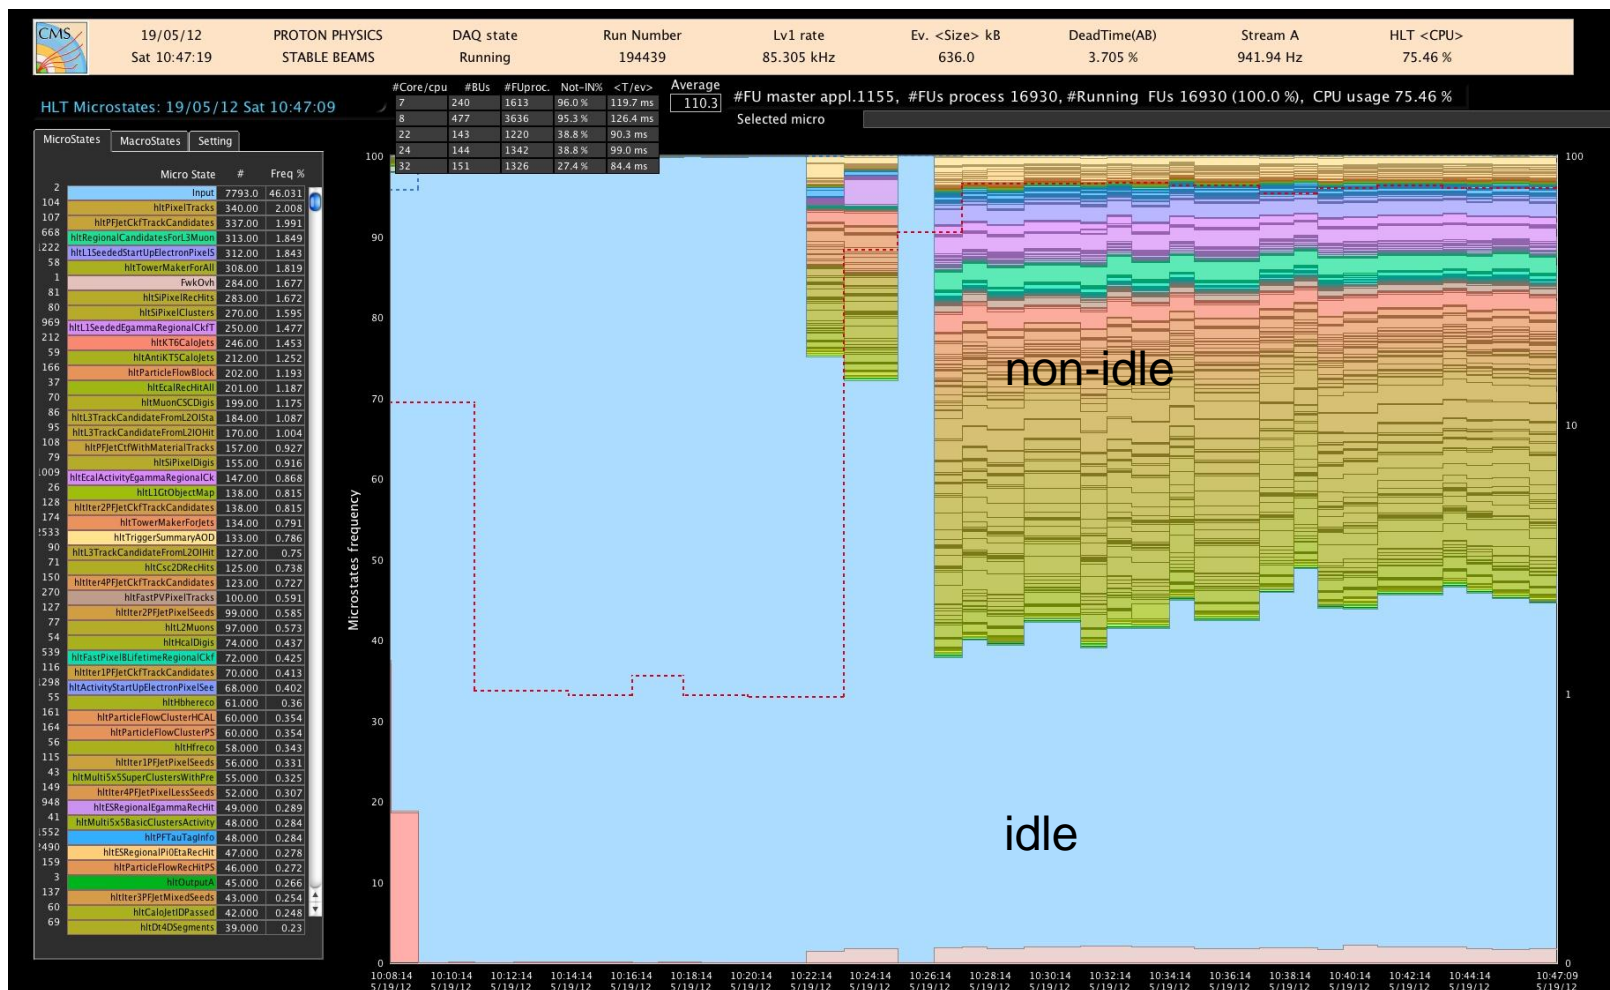 CMS
19/05/12 PROTON PHYSICS DAQ state Run Number Lv1 rate Ev. <Size> kB DeadTime(AB) Stream A HLT <CPU>
Sat 10:47:19 STABLE BEAMS Running 194439 85.305 kHz 636.0 3.705 % 941.94 Hz 75.46 %
HLT Microstates: 19/05/12 Sat 10:47:09
#Core/cpu #BUs #FUproc. Not-IN% <T/ev>
7 240 1613 96.0% 119.7 ms
8 477 3636 95.3% 126.4 ms
22 143 1220 38.8% 90.3 ms
24 144 1342 38.8% 99.0 ms
32 151 1326 27.4% 84.4 ms
Average
110.3
#FU master appl.1155, #FUs process 16930, #Running FUs 16930 (100.0 %), CPU usage 75.46 %
Selected micro
MicroStates MacroStates Setting
Micro State # Freq %
2 Input 7793.0 46.031
104 hltPixelTracks 340.00 2.008
107 hltPFJetCkfTrackCandidates 337.00 1.991
668 hltRegionalCandidatesForL3Muon 313.00 1.849
1222 hltL1SeededStartUpElectronPixelS 312.00 1.843
58 hltTowerMakerForAll 308.00 1.819
1 FwkOvh 284.00 1.677
81 hltSiPixelRecHits 283.00 1.672
80 hltSiPixelClusters 270.00 1.595
969 hltL1SeededEgammaRegionalCkfT 250.00 1.477
212 hltKT6CaloJets 246.00 1.453
59 hltAntiKT5CaloJets 212.00 1.252
166 hltParticleFlowBlock 202.00 1.193
37 hltEcalRecHitAll 201.00 1.187
70 hltMuonCSCDigis 199.00 1.175
86 hltL3TrackCandidateFromL2OISta 184.00 1.087
95 hltL3TrackCandidateFromL2IOHit 170.00 1.004
108 hltPFJetCtfWithMaterialTracks 157.00 0.927
79 hltSiPixelDigis 155.00 0.916
1009 hltEcalActivityEgammaRegionalCk 147.00 0.868
26 hltL1GtObjectMap 138.00 0.815
128 hltIter2PFJetCkfTrackCandidates 138.00 0.815
174 hltTowerMakerForJets 134.00 0.791
2533 hltTriggerSummaryAOD 133.00 0.786
90 hltL3TrackCandidateFromL2OIHit 127.00 0.75
71 hltCsc2DRecHits 125.00 0.738
150 hltIter4PFJetCkfTrackCandidates 123.00 0.727
270 hltFastPVPixelTracks 100.00 0.591
127 hltIter2PFJetPixelSeeds 99.000 0.585
77 hltL2Muons 97.000 0.573
54 hltHcalDigis 74.000 0.437
539 hltFastPixelBLifetimeRegionalCkf 72.000 0.425
116 hltIter1PFJetCkfTrackCandidates 70.000 0.413
1298 hltActivityStartUpElectronPixelSee 68.000 0.402
55 hltHbhereco 61.000 0.36
161 hltParticleFlowClusterHCAL 60.000 0.354
164 hltParticleFlowClusterPS 60.000 0.354
56 hltHfreco 58.000 0.343
115 hltIter1PFJetPixelSeeds 56.000 0.331
43 hltMulti5x5SuperClustersWithPre 55.000 0.325
149 hltIter4PFJetPixelLessSeeds 52.000 0.307
948 hltESRegionalEgammaRecHit 49.000 0.289
41 hltMulti5x5BasicClustersActivity 48.000 0.284
1552 hltPFTauTagInfo 48.000 0.284
2490 hltESRegionalPi0EtaRecHit 47.000 0.278
159 hltParticleFlowRecHitPS 46.000 0.272
3 hltOutputA 45.000 0.266
137 hltIter3PFJetMixedSeeds 43.000 0.254
60 hltCaloJetIDPassed 42.000 0.248
69 hltDt4DSegments 39.000 0.23
Microstates frequency
100
90
80
70
60
50
40
30
20
10
0
non-idle
idle
100
10
1
0
10:08:14 10:10:14 10:12:14 10:14:14 10:16:14 10:18:14 10:20:14 10:22:14 10:24:14 10:26:14 10:28:14 10:30:14 10:32:14 10:34:14 10:36:14 10:38:14 10:40:14 10:42:14 10:44:14 10:47:09
5/19/12 5/19/12 5/19/12 5/19/12 5/19/12 5/19/12 5/19/12 5/19/12 5/19/12 5/19/12 5/19/12 5/19/12 5/19/12 5/19/12 5/19/12 5/19/12 5/19/12 5/19/12 5/19/12 5/19/12